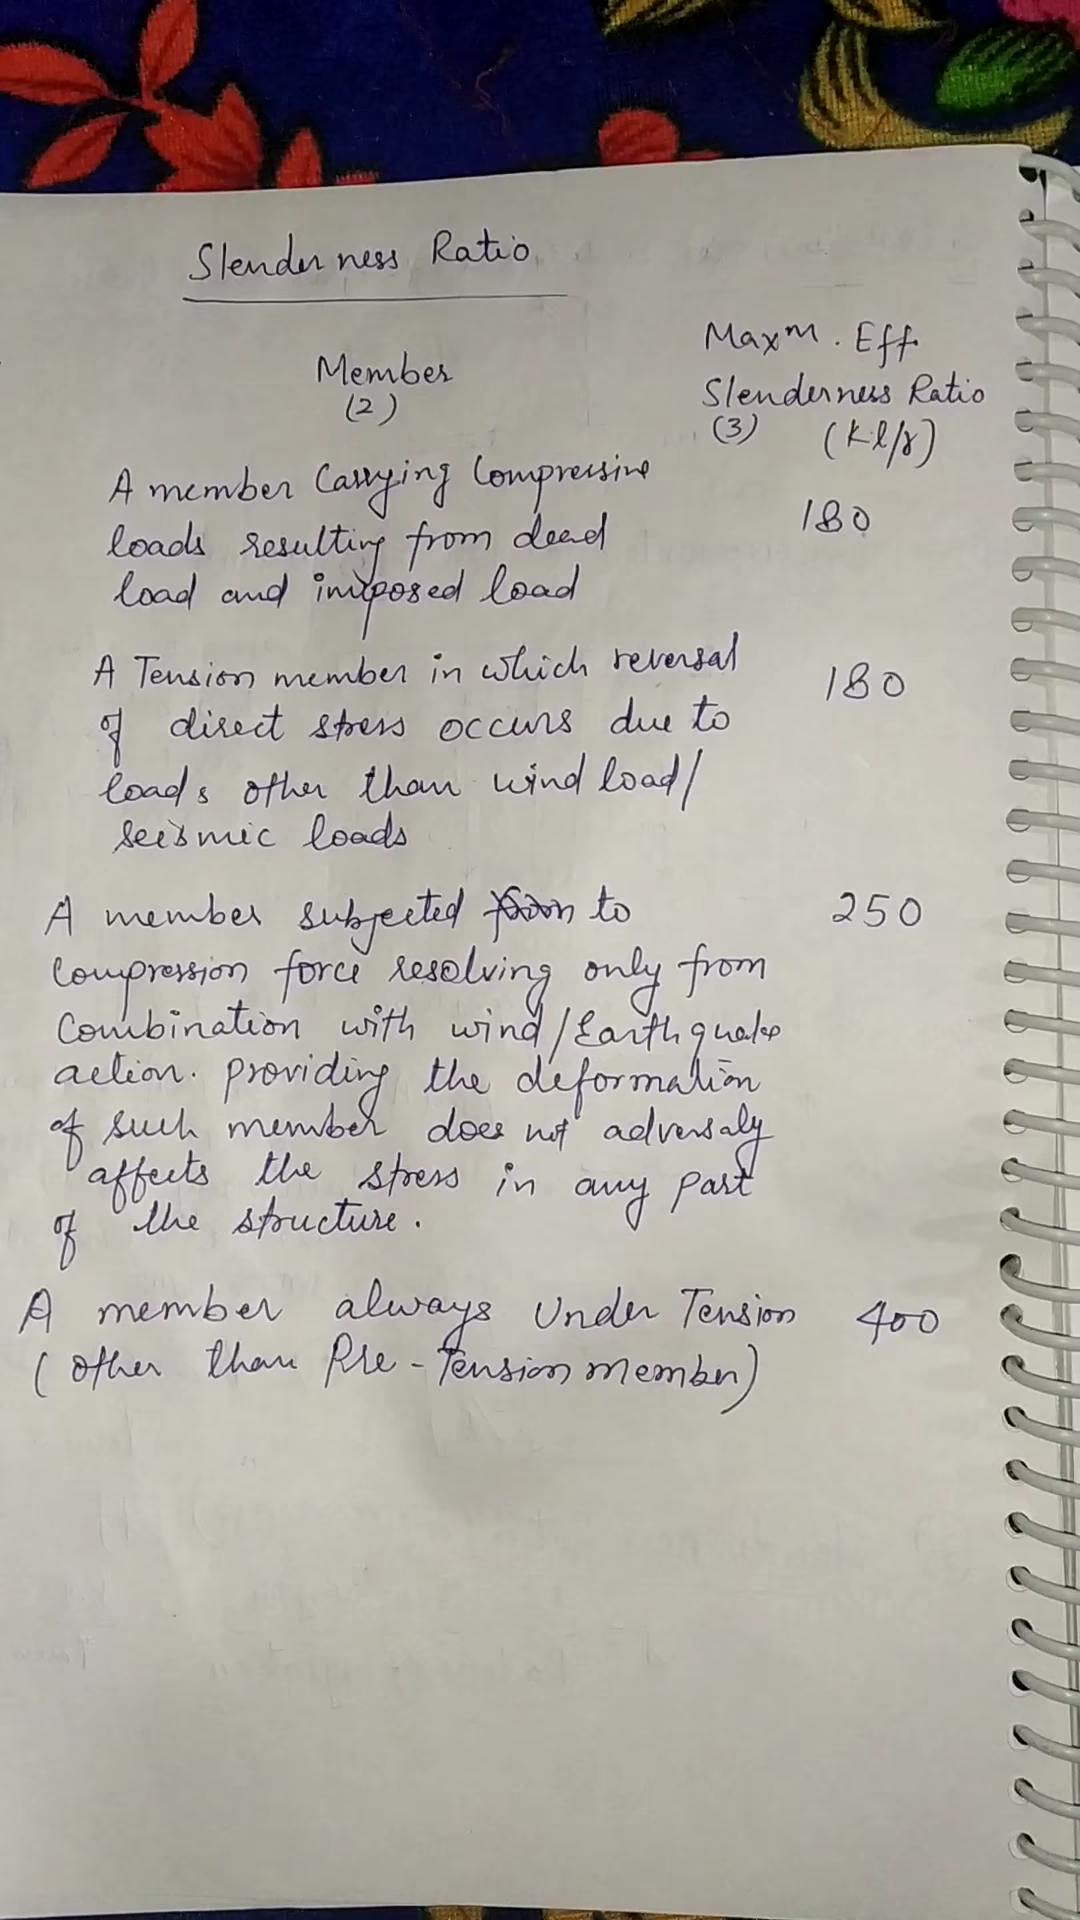 Slenderness Ratio
Member
(2)
Maxm. Eff.
Slenderness Ratio
(3) (kl/r)
A member Carrying Compressive
loads resulting from dead
load and imposed load
180
A Tension member in which reversal
of direct stress occurs due to
loads other than wind load/
seismic loads
180
A member subjected to
Compression force resolving only from
Combination with wind/Earthquake
action. providing the deformation
of such member does not adversaly
affects the stress in any part
of the structure.
250
A member always Under Tension
(other than Pre-Tension member)
400